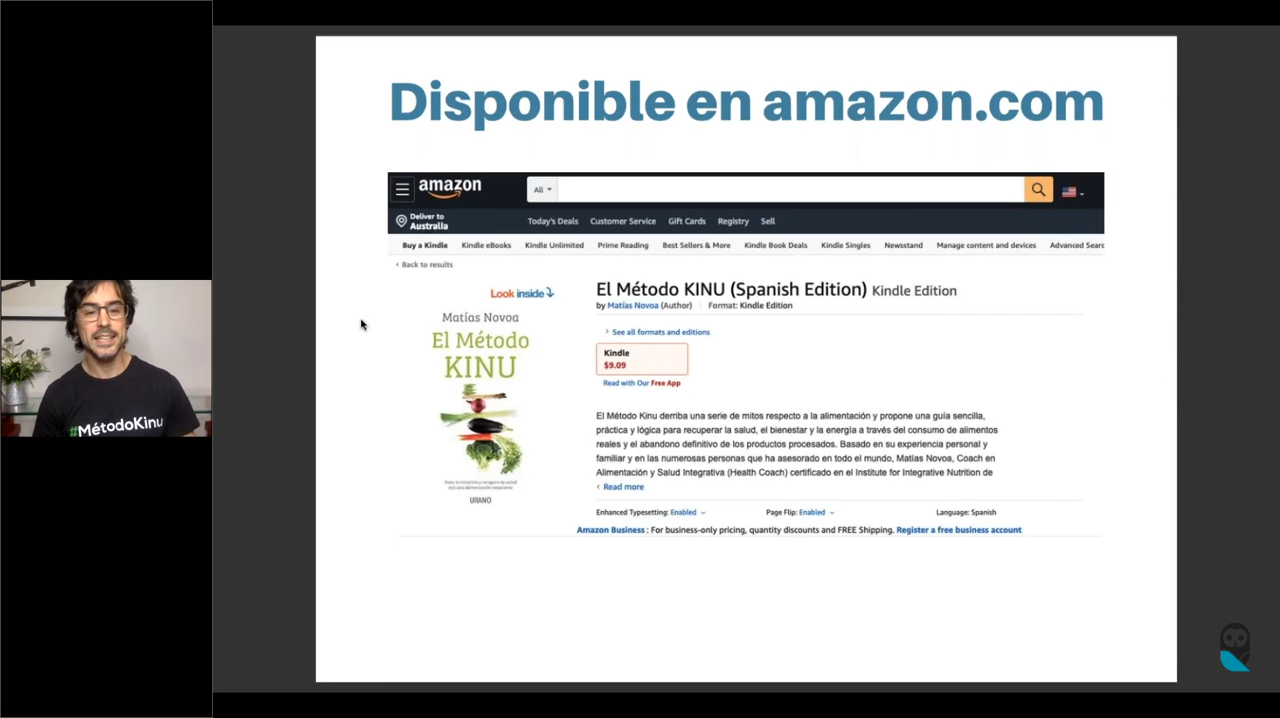 Disponible en amazon.com
amazon
All
Deliver to
Australia
Today's Deals Customer Service Gift Cards Registry Sell
Buy a Kindle Kindle eBooks Kindle Unlimited Prime Reading Best Sellers & More Kindle Book Deals Kindle Singles Newsstand Manage content and devices Advanced Searc
‹ Back to results
Look inside
Matías Novoa
El Método
KINU
URANO
El Método KINU (Spanish Edition) Kindle Edition
by Matías Novoa (Author) Format: Kindle Edition
› See all formats and editions
Kindle
$9.09
Read with Our Free App
El Método Kinu derriba una serie de mitos respecto a la alimentación y propone una guía sencilla,
práctica y lógica para recuperar la salud, el bienestar y la energía a través del consumo de alimentos
reales y el abandono definitivo de los productos procesados. Basado en su experiencia personal y
familiar y en las numerosas personas que ha asesorado en todo el mundo, Matías Novoa, Coach en
Alimentación y Salud Integrativa (Health Coach) certificado en el Institute for Integrative Nutrition de
‹ Read more
Enhanced Typesetting: Enabled Page Flip: Enabled Language: Spanish
Amazon Business : For business-only pricing, quantity discounts and FREE Shipping. Register a free business account
#MétodoKinu